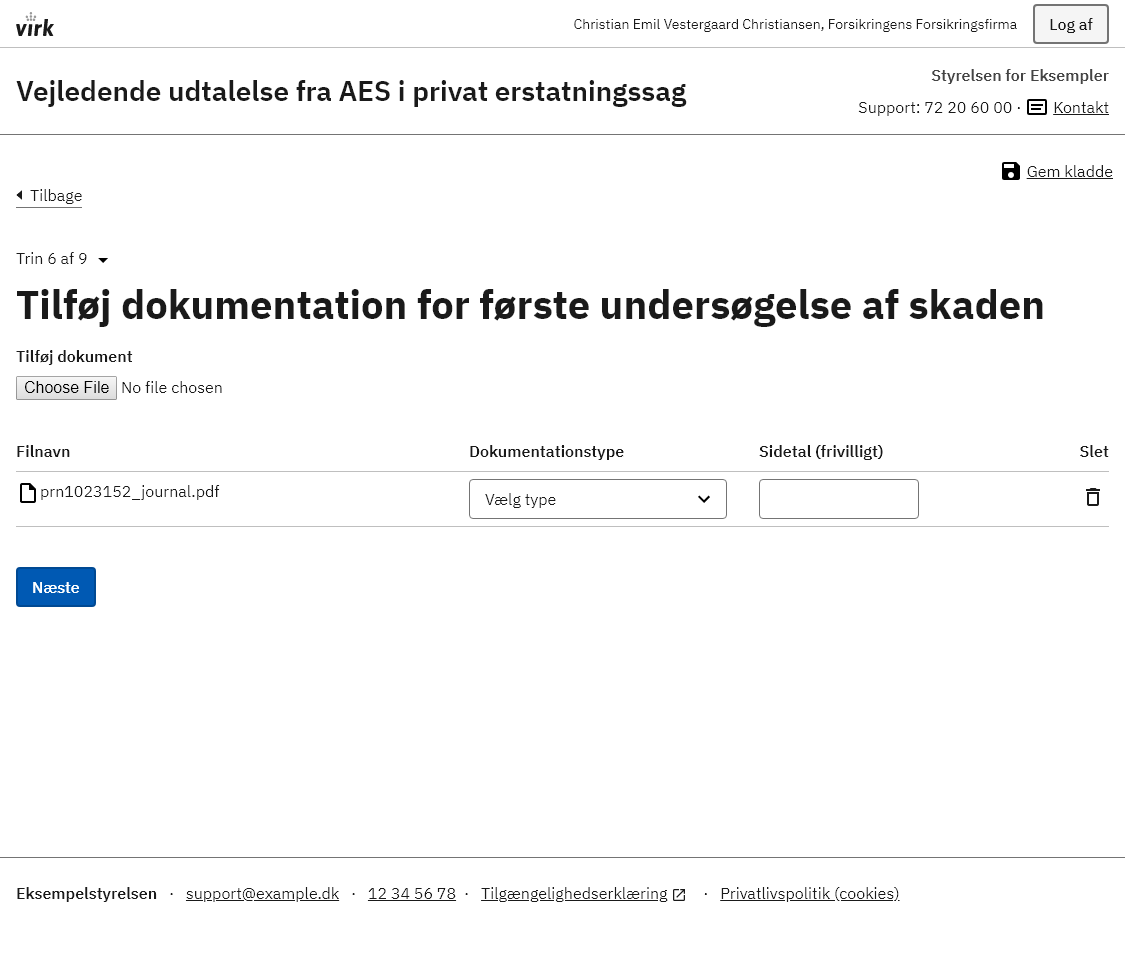 virk
Christian Emil Vestergaard Christiansen, Forsikringens Forsikringsfirma
Log af
Vejledende udtalelse fra AES i privat erstatningssag
Styrelsen for Eksempler
Support: 72 20 60 00 · Kontakt
Gem kladde
Tilbage
Trin 6 af 9
Tilføj dokumentation for første undersøgelse af skaden
Tilføj dokument
Choose File No file chosen
Filnavn Dokumentationstype Sidetal (frivilligt) Slet
prn1023152_journal.pdf Vælg type
Næste
Eksempelstyrelsen · support@example.dk · 12 34 56 78 · Tilgængelighedserklæring · Privatlivspolitik (cookies)